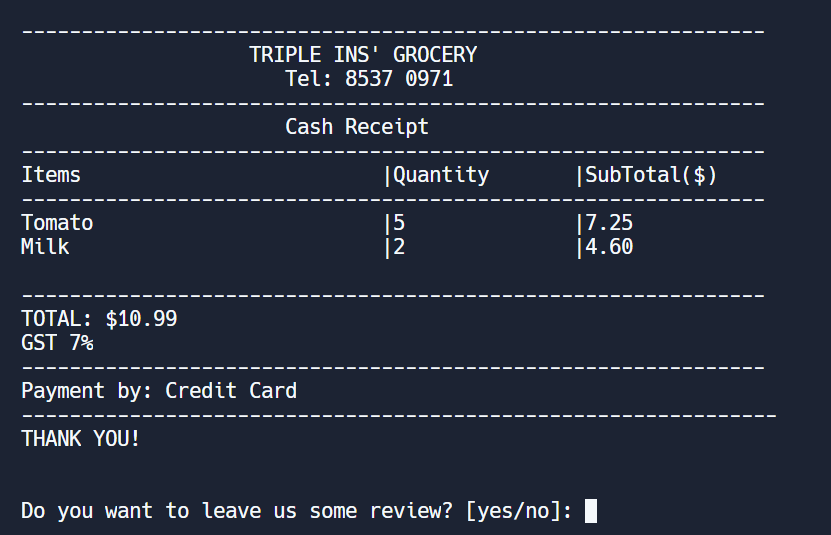 --------------------------------------------------------------
TRIPLE INS' GROCERY
Tel: 8537 0971
--------------------------------------------------------------
Cash Receipt
--------------------------------------------------------------
Items |Quantity |SubTotal($)
--------------------------------------------------------------
Tomato |5 |7.25
Milk |2 |4.60
--------------------------------------------------------------
TOTAL: $10.99
GST 7%
--------------------------------------------------------------
Payment by: Credit Card
---------------------------------------------------------------
THANK YOU!
Do you want to leave us some review? [yes/no]: